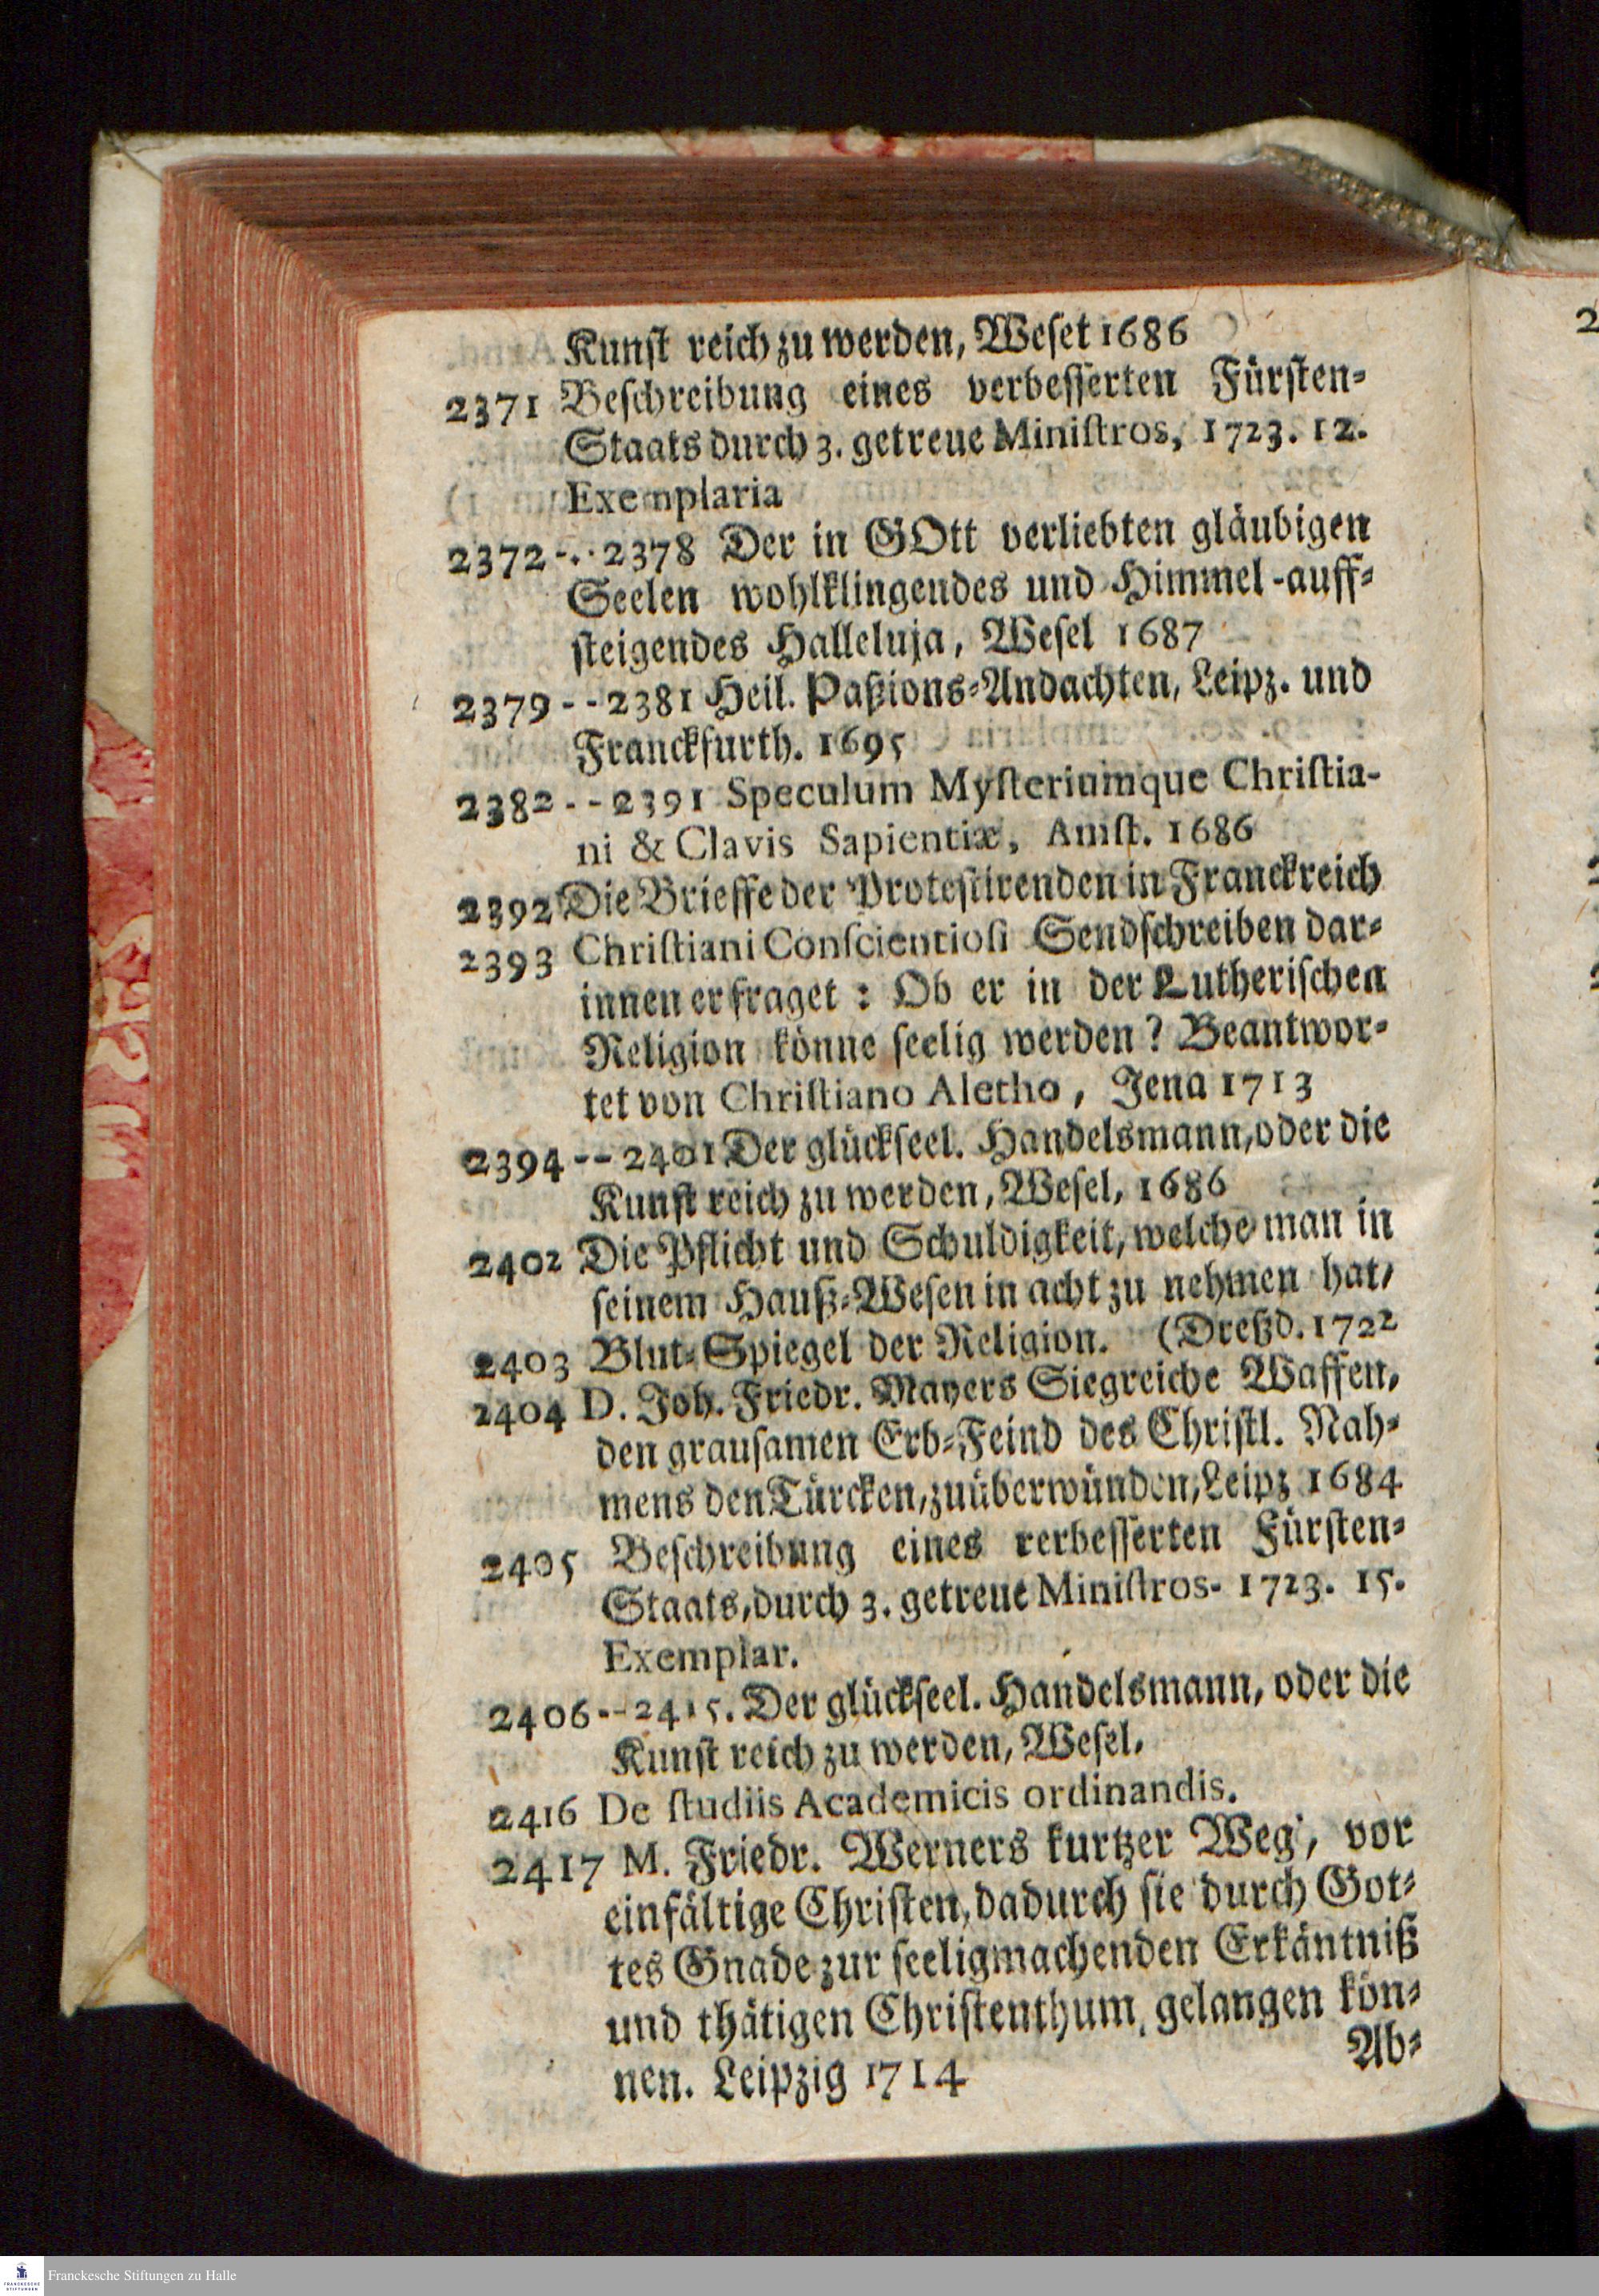 Kunst reich zu werden, Weset 1686
2371 Beschreibung eines verbesserten Fürsten-
Staats durch 3. getreue Ministros, 1723. 12.
Exemplaria
2372-.·2378 Der in GOtt verliebten gläubigen
Seelen wohlklingendes und Himmel-auff-
steigendes Halleluja, Wesel 1687
2379--2381 Heil. Paßions-Andachten, Leipz. und
Franckfurth. 1695
2382--2391 Speculum Mysteriumque Christia-
ni & Clavis Sapientiæ, Amst. 1686
2392 Die Brieffe der Protestirenden in Franckreich
2393 Christiani Conscientiosi Sendschreiben dar-
innen er fraget: Ob er in der Lutherischen
Religion könne seelig werden? Beantwor-
tet von Christiano Aletho, Jena 1713
2394--2401 Der glückseel. Handelsmann, oder die
Kunst reich zu werden, Wesel, 1686
2402 Die Pflicht und Schuldigkeit, welche man in
seinem Hauß-Wesen in acht zu nehmen hat,
2403 Blut-Spiegel der Religion. (Dreßd. 1722
2404 D. Joh. Friedr. Mayers Siegreiche Waffen,
den grausamen Erb-Feind des Christl. Nah-
mens den Türcken, zu überwünden, Leipz 1684
2405 Beschreibung eines rerbesserten Fürsten-
Staats, durch 3. getreue Ministros- 1723. 15.
Exemplar.
2406--2415. Der glückseel. Handelsmann, oder die
Kunst reich zu werden, Wesel.
2416 De studiis Academicis ordinandis.
2417 M. Friedr. Werners kurtzer Weg, vor
einfältige Christen, dadurch sie durch Got-
tes Gnade zur seeligmachenden Erkäntniß
und thätigen Christenthum gelangen kön-
nen. Leipzig 1714
Ab-
2
FRANCKESCHE
STIFTUNGEN
Franckesche Stiftungen zu Halle